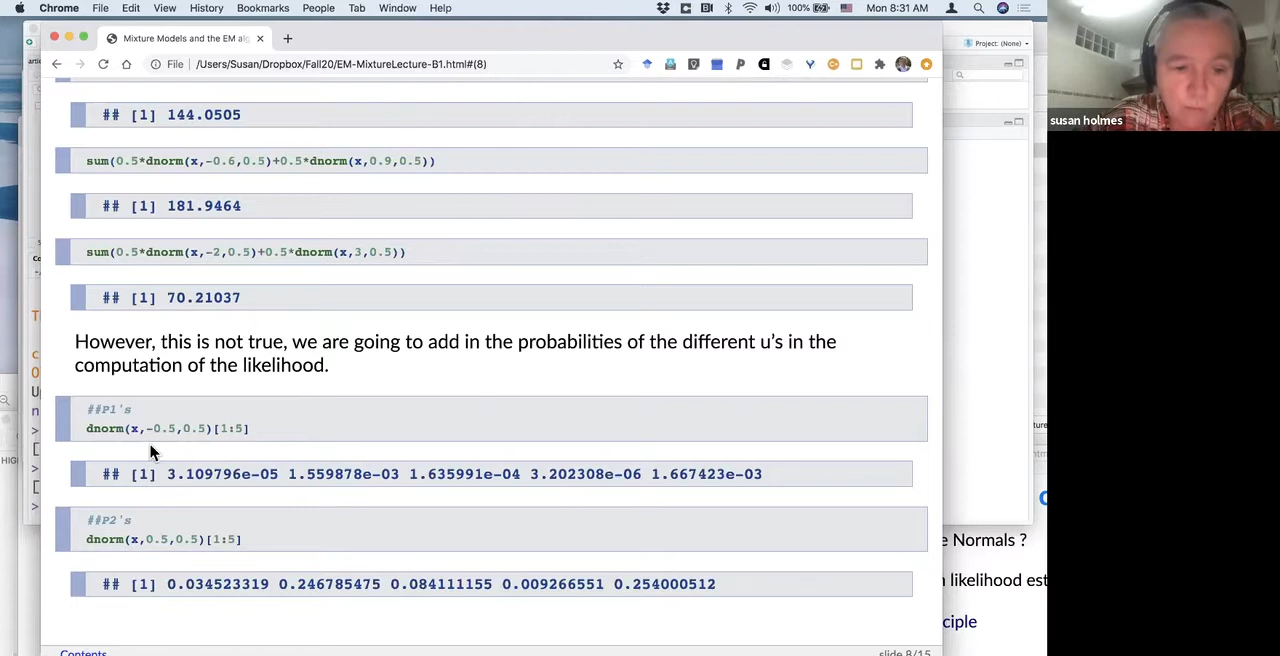 Chrome File Edit View History Bookmarks People Tab Window Help 100% Mon 8:31 AM
Mixture Models and the EM alg
Project: (None)
File /Users/Susan/Dropbox/Fall20/EM-MixtureLecture-B1.html#(8)
susan holmes
## [1] 144.0505
sum(0.5*dnorm(x,-0.6,0.5)+0.5*dnorm(x,0.9,0.5))
## [1] 181.9464
sum(0.5*dnorm(x,-2,0.5)+0.5*dnorm(x,3,0.5))
## [1] 70.21037
However, this is not true, we are going to add in the probabilities of the different u's in the
computation of the likelihood.
##P1's
dnorm(x,-0.5,0.5)[1:5]
## [1] 3.109796e-05 1.559878e-03 1.635991e-04 3.202308e-06 1.667423e-03
##P2's
dnorm(x,0.5,0.5)[1:5]
e Normals ?
## [1] 0.034523319 0.246785475 0.084111155 0.009266551 0.254000512
likelihood est
ciple
Contents
slide 8/15